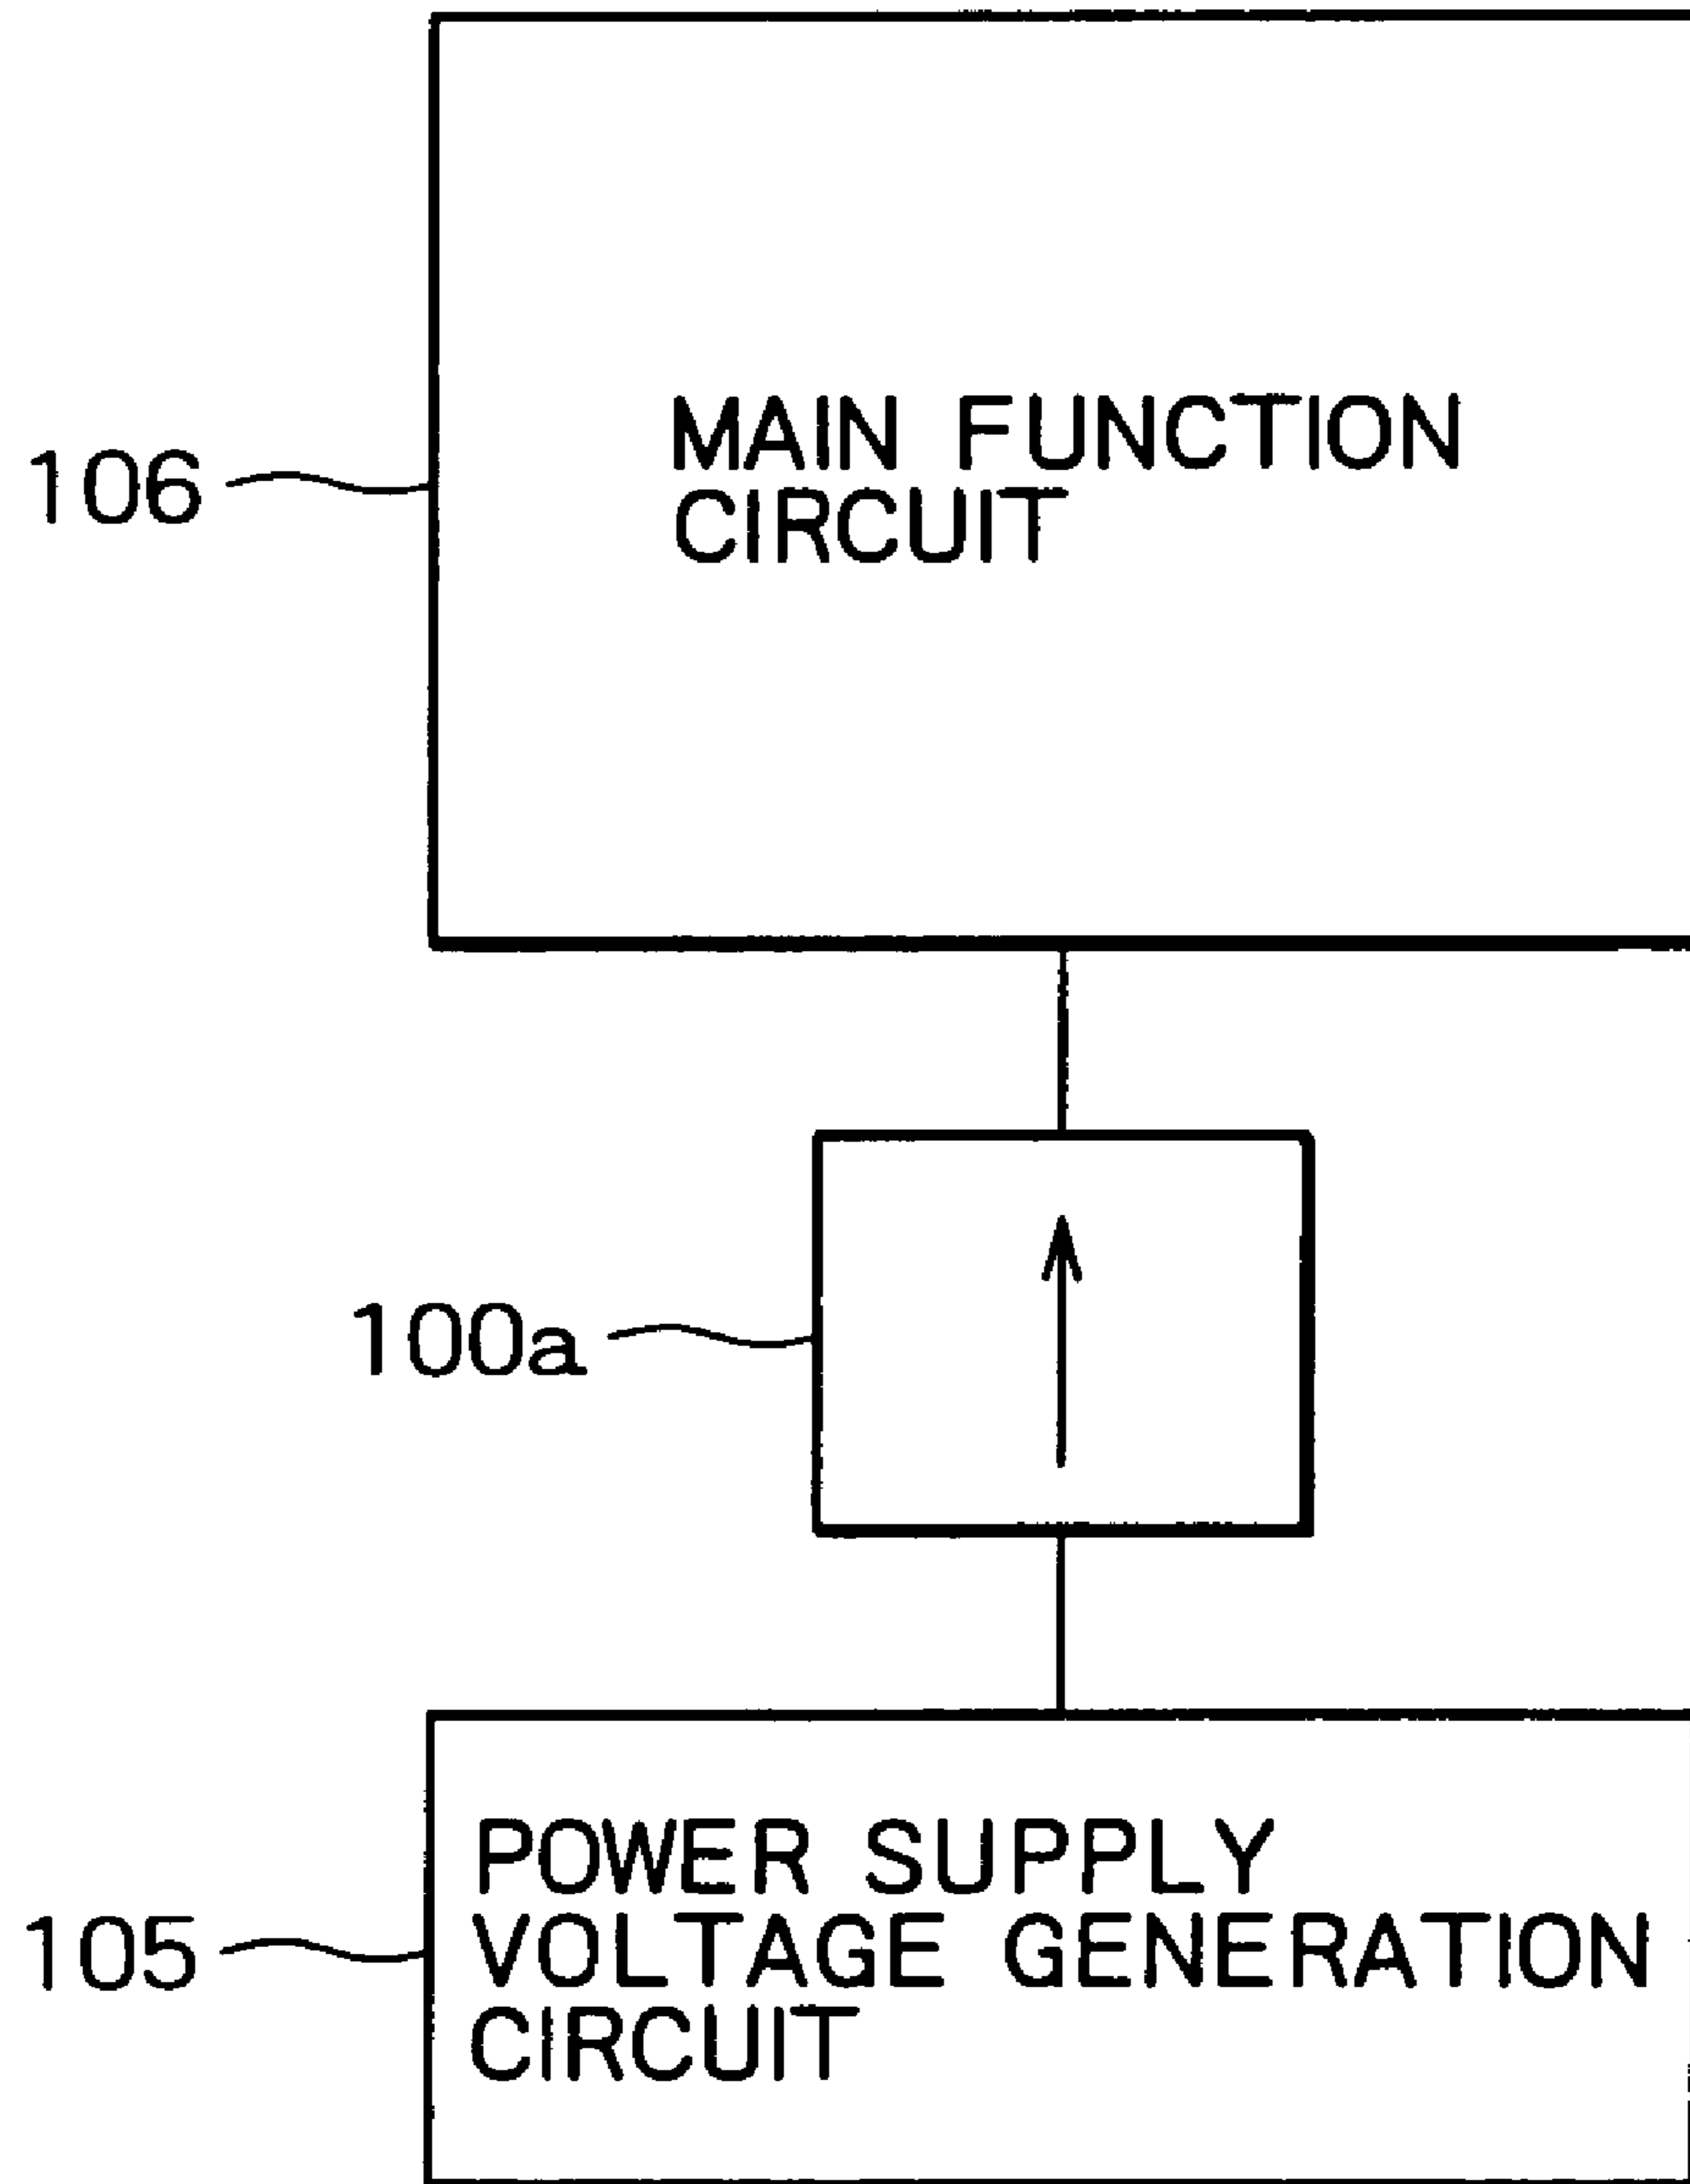 MAIN FUNCTION
CIRCUIT
106
100a
POWER SUPPLY
VOLTAGE GENERATION
CIRCUIT
105